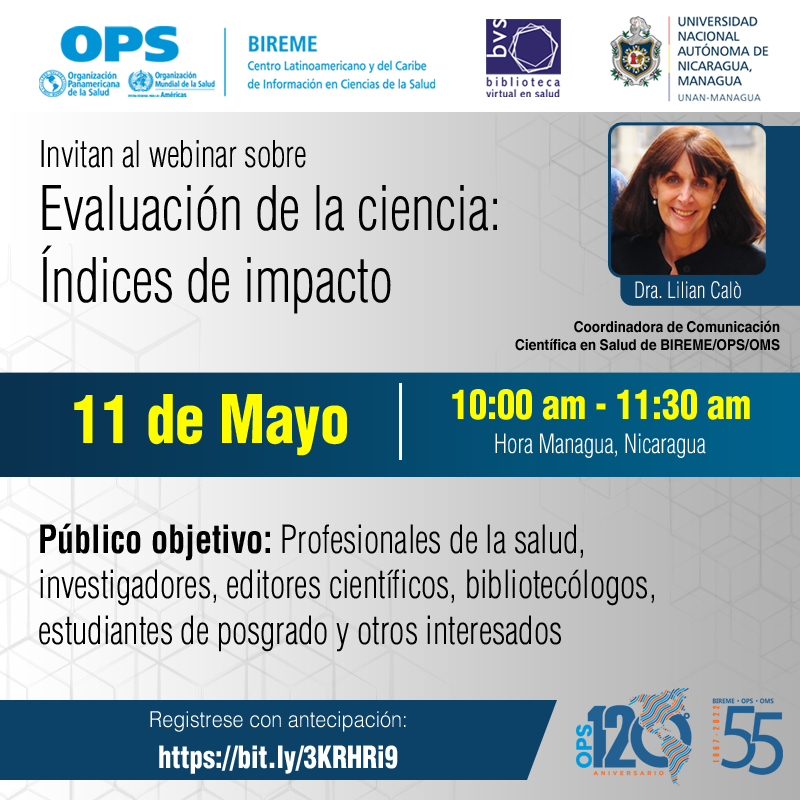 OPS
Organización
Panamericana
de la Salud
Organización
Mundial de la Salud
Américas
BIREME
Centro Latinoamericano y del Caribe
de Información en Ciencias de la Salud
bvs
biblioteca
virtual en salud
UNIVERSIDAD
NACIONAL
AUTÓNOMA DE
NICARAGUA,
MANAGUA
UNAN-MANAGUA
Invitan al webinar sobre
Evaluación de la ciencia:
Índices de impacto
Dra. Lilian Calò
Coordinadora de Comunicación
Científica en Salud de BIREME/OPS/OMS
11 de Mayo
10:00 am - 11:30 am
Hora Managua, Nicaragua
Público objetivo: Profesionales de la salud,
investigadores, editores científicos, bibliotecólogos,
estudiantes de posgrado y otros interesados
Registrese con antecipación:
https://bit.ly/3KRHRi9
OPS
120
ANIVERSARIO
BIREME • OPS • OMS
1967-2022
55